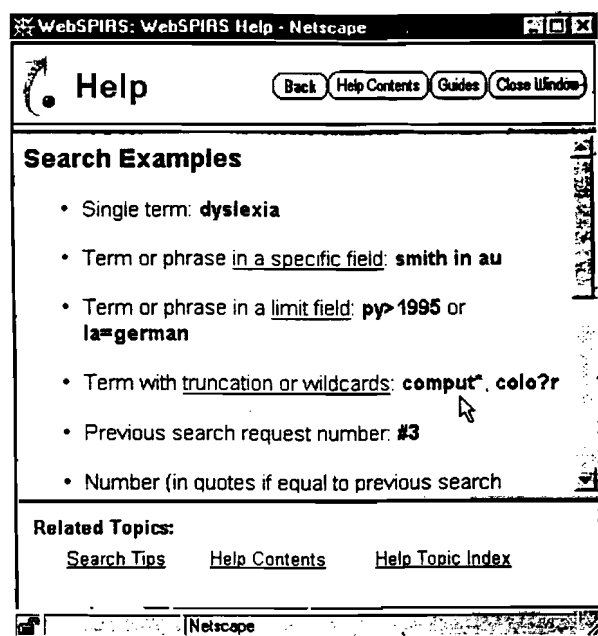 WebSPIRS: WebSPIRS Help - Netscape
Help
Back Help Contents Guides Close Window
Search Examples
• Single term: dyslexia
• Term or phrase in a specific field: smith in au
• Term or phrase in a limit field: py>1995 or
la=german
• Term with truncation or wildcards: comput*, colo?r
• Previous search request number: #3
• Number (in quotes if equal to previous search
Related Topics:
Search Tips Help Contents Help Topic Index
Netscape